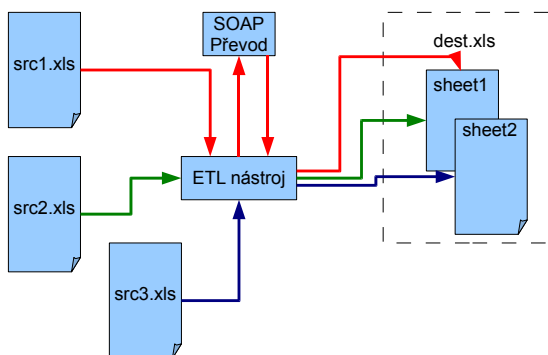 SOAP
Převod
src1.xls
dest.xls
sheet1
sheet2
src2.xls
ETL nástroj
src3.xls